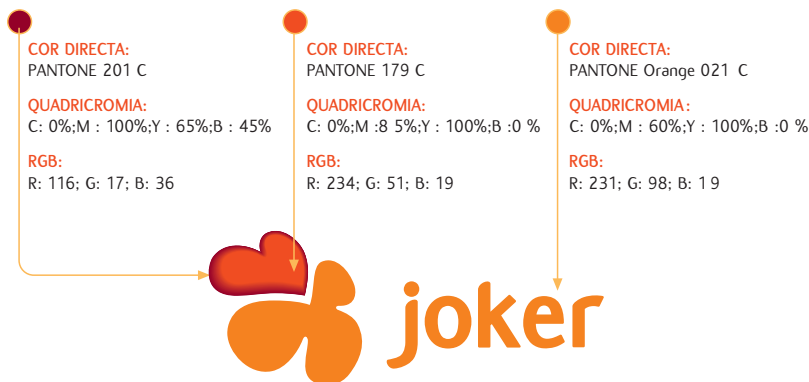 COR DIRECTA:
PANTONE 201 C
QUADRICROMIA:
C: 0%;M : 100%;Y : 65%;B : 45%
RGB:
R: 116; G: 17; B: 36
COR DIRECTA:
PANTONE 179 C
QUADRICROMIA:
C: 0%;M :8 5%;Y : 100%;B :0 %
RGB:
R: 234; G: 51; B: 19
COR DIRECTA:
PANTONE Orange 021 C
QUADRICROMIA:
C: 0%;M : 60%;Y : 100%;B :0 %
RGB:
R: 231; G: 98; B: 1 9
joker